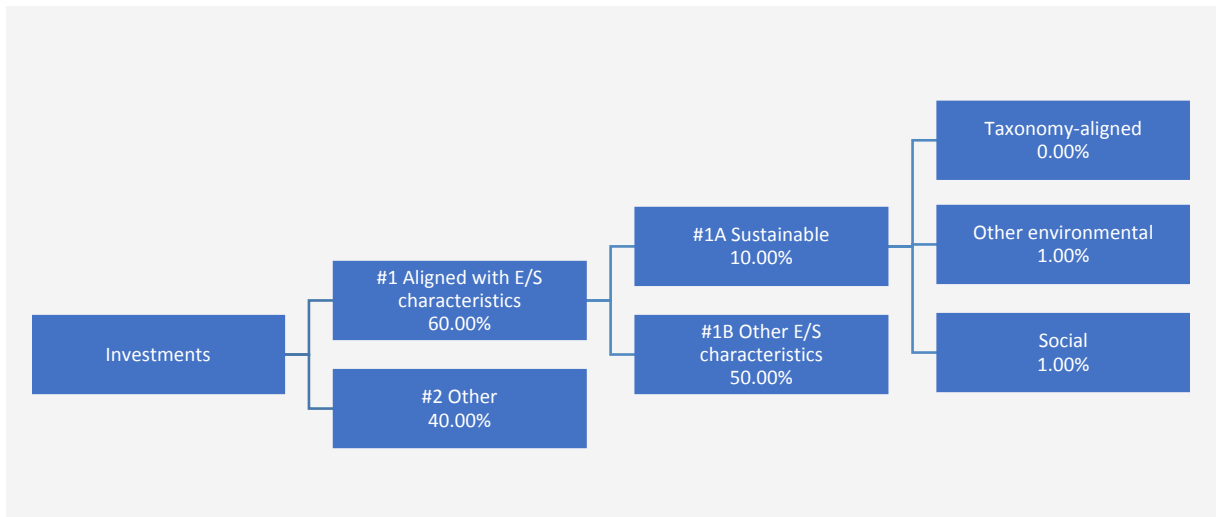 Investments
#1 Aligned with E/S
characteristics
60.00%
#2 Other
40.00%
#1A Sustainable
10.00%
#1B Other E/S
characteristics
50.00%
Taxonomy-aligned
0.00%
Other environmental
1.00%
Social
1.00%